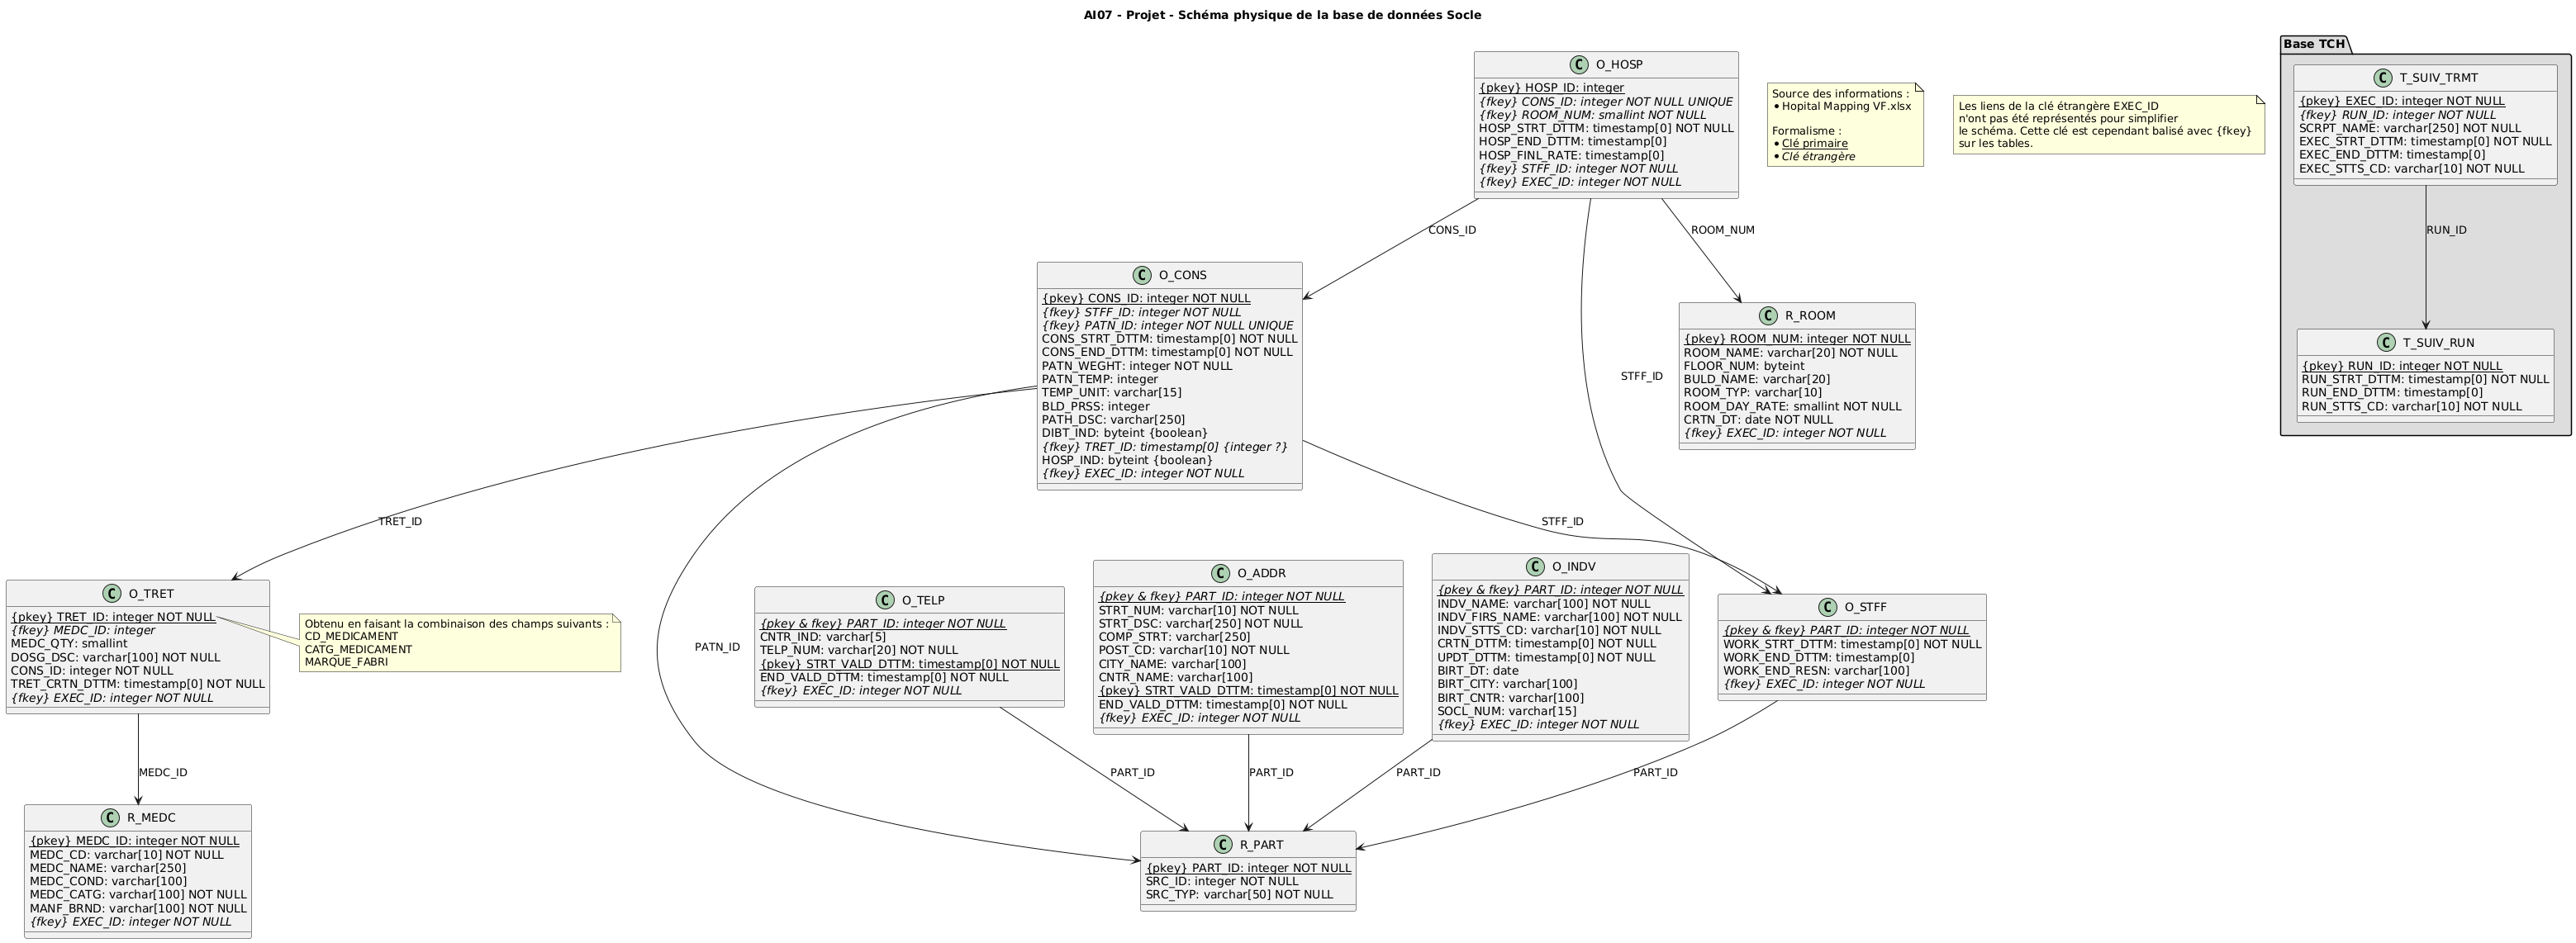 AI07 - Projet - Schéma physique de la base de données Socle
O_HOSP
{pkey} HOSP_ID: integer
{fkey} CONS_ID: integer NOT NULL UNIQUE
{fkey} ROOM_NUM: smallint NOT NULL
HOSP_STRT_DTTM: timestamp[0] NOT NULL
HOSP_END_DTTM: timestamp[0]
HOSP_FINL_RATE: timestamp[0]
{fkey} STFF_ID: integer NOT NULL
{fkey} EXEC_ID: integer NOT NULL
Source des informations :
• Hopital Mapping VF.xlsx
Formalisme :
• Clé primaire
• Clé étrangère
Les liens de la clé étrangère EXEC_ID
n'ont pas été représentés pour simplifier
le schéma. Cette clé est cependant balisé avec {fkey}
sur les tables.
Base TCH
T_SUIV_TRMT
{pkey} EXEC_ID: integer NOT NULL
{fkey} RUN_ID: integer NOT NULL
SCRPT_NAME: varchar[250] NOT NULL
EXEC_STRT_DTTM: timestamp[0] NOT NULL
EXEC_END_DTTM: timestamp[0]
EXEC_STTS_CD: varchar[10] NOT NULL
CONS_ID
ROOM_NUM
RUN_ID
O_CONS
{pkey} CONS_ID: integer NOT NULL
{fkey} STFF_ID: integer NOT NULL
{fkey} PATN_ID: integer NOT NULL UNIQUE
CONS_STRT_DTTM: timestamp[0] NOT NULL
CONS_END_DTTM: timestamp[0] NOT NULL
PATN_WEGHT: integer NOT NULL
PATN_TEMP: integer
TEMP_UNIT: varchar[15]
BLD_PRSS: integer
PATH_DSC: varchar[250]
DIBT_IND: byteint {boolean}
{fkey} TRET_ID: timestamp[0] {integer ?}
HOSP_IND: byteint {boolean}
{fkey} EXEC_ID: integer NOT NULL
STFF_ID
R_ROOM
{pkey} ROOM_NUM: integer NOT NULL
ROOM_NAME: varchar[20] NOT NULL
FLOOR_NUM: byteint
BULD_NAME: varchar[20]
ROOM_TYP: varchar[10]
ROOM_DAY_RATE: smallint NOT NULL
CRTN_DT: date NOT NULL
{fkey} EXEC_ID: integer NOT NULL
T_SUIV_RUN
{pkey} RUN_ID: integer NOT NULL
RUN_STRT_DTTM: timestamp[0] NOT NULL
RUN_END_DTTM: timestamp[0]
RUN_STTS_CD: varchar[10] NOT NULL
TRET_ID
STFF_ID
O_TRET
{pkey} TRET_ID: integer NOT NULL
{fkey} MEDC_ID: integer
MEDC_QTY: smallint
DOSG_DSC: varchar[100] NOT NULL
CONS_ID: integer NOT NULL
TRET_CRTN_DTTM: timestamp[0] NOT NULL
{fkey} EXEC_ID: integer NOT NULL
Obtenu en faisant la combinaison des champs suivants :
CD_MEDICAMENT
CATG_MEDICAMENT
MARQUE_FABRI
PATN_ID
O_TELP
{pkey & fkey} PART_ID: integer NOT NULL
CNTR_IND: varchar[5]
TELP_NUM: varchar[20] NOT NULL
{pkey} STRT_VALD_DTTM: timestamp[0] NOT NULL
END_VALD_DTTM: timestamp[0] NOT NULL
{fkey} EXEC_ID: integer NOT NULL
O_ADDR
{pkey & fkey} PART_ID: integer NOT NULL
STRT_NUM: varchar[10] NOT NULL
STRT_DSC: varchar[250] NOT NULL
COMP_STRT: varchar[250]
POST_CD: varchar[10] NOT NULL
CITY_NAME: varchar[100]
CNTR_NAME: varchar[100]
{pkey} STRT_VALD_DTTM: timestamp[0] NOT NULL
END_VALD_DTTM: timestamp[0] NOT NULL
{fkey} EXEC_ID: integer NOT NULL
O_INDV
{pkey & fkey} PART_ID: integer NOT NULL
INDV_NAME: varchar[100] NOT NULL
INDV_FIRS_NAME: varchar[100] NOT NULL
INDV_STTS_CD: varchar[10] NOT NULL
CRTN_DTTM: timestamp[0] NOT NULL
UPDT_DTTM: timestamp[0] NOT NULL
BIRT_DT: date
BIRT_CITY: varchar[100]
BIRT_CNTR: varchar[100]
SOCL_NUM: varchar[15]
{fkey} EXEC_ID: integer NOT NULL
O_STFF
{pkey & fkey} PART_ID: integer NOT NULL
WORK_STRT_DTTM: timestamp[0] NOT NULL
WORK_END_DTTM: timestamp[0]
WORK_END_RESN: varchar[100]
{fkey} EXEC_ID: integer NOT NULL
MEDC_ID
PART_ID
PART_ID
PART_ID
PART_ID
R_MEDC
{pkey} MEDC_ID: integer NOT NULL
MEDC_CD: varchar[10] NOT NULL
MEDC_NAME: varchar[250]
MEDC_COND: varchar[100]
MEDC_CATG: varchar[100] NOT NULL
MANF_BRND: varchar[100] NOT NULL
{fkey} EXEC_ID: integer NOT NULL
R_PART
{pkey} PART_ID: integer NOT NULL
SRC_ID: integer NOT NULL
SRC_TYP: varchar[50] NOT NULL